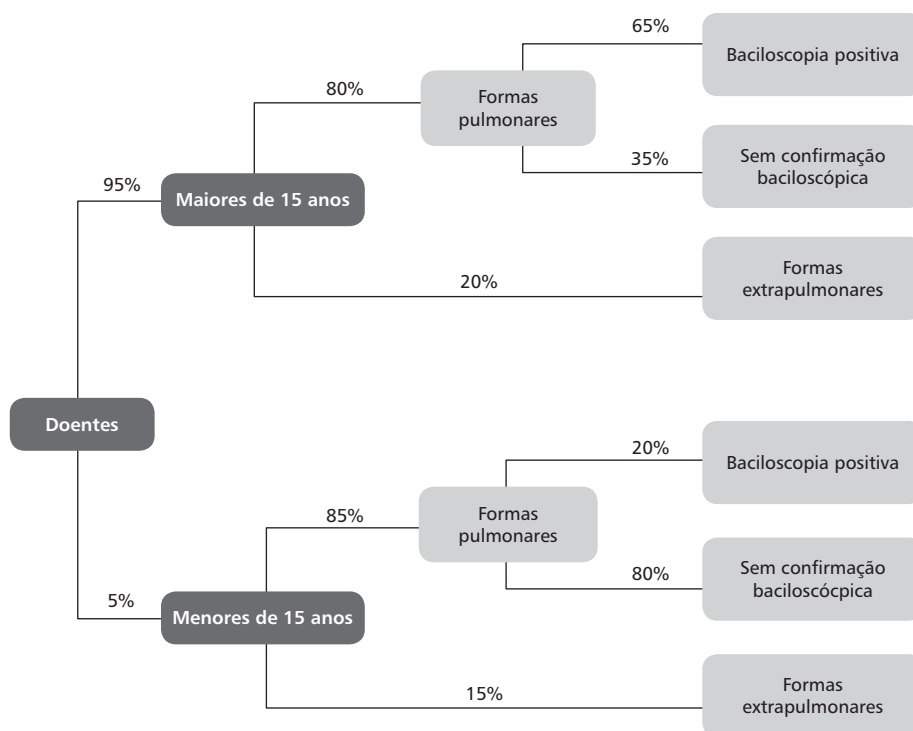 65%
Baciloscopia positiva
80%
Formas
pulmonares
35%
Sem confirmação
baciloscópica
95%
Maiores de 15 anos
20%
Formas
extrapulmonares
Doentes
20%
Baciloscopia positiva
85%
Formas
pulmonares
80%
Sem confirmação
baciloscócpica
5%
Menores de 15 anos
15%
Formas
extrapulmonares